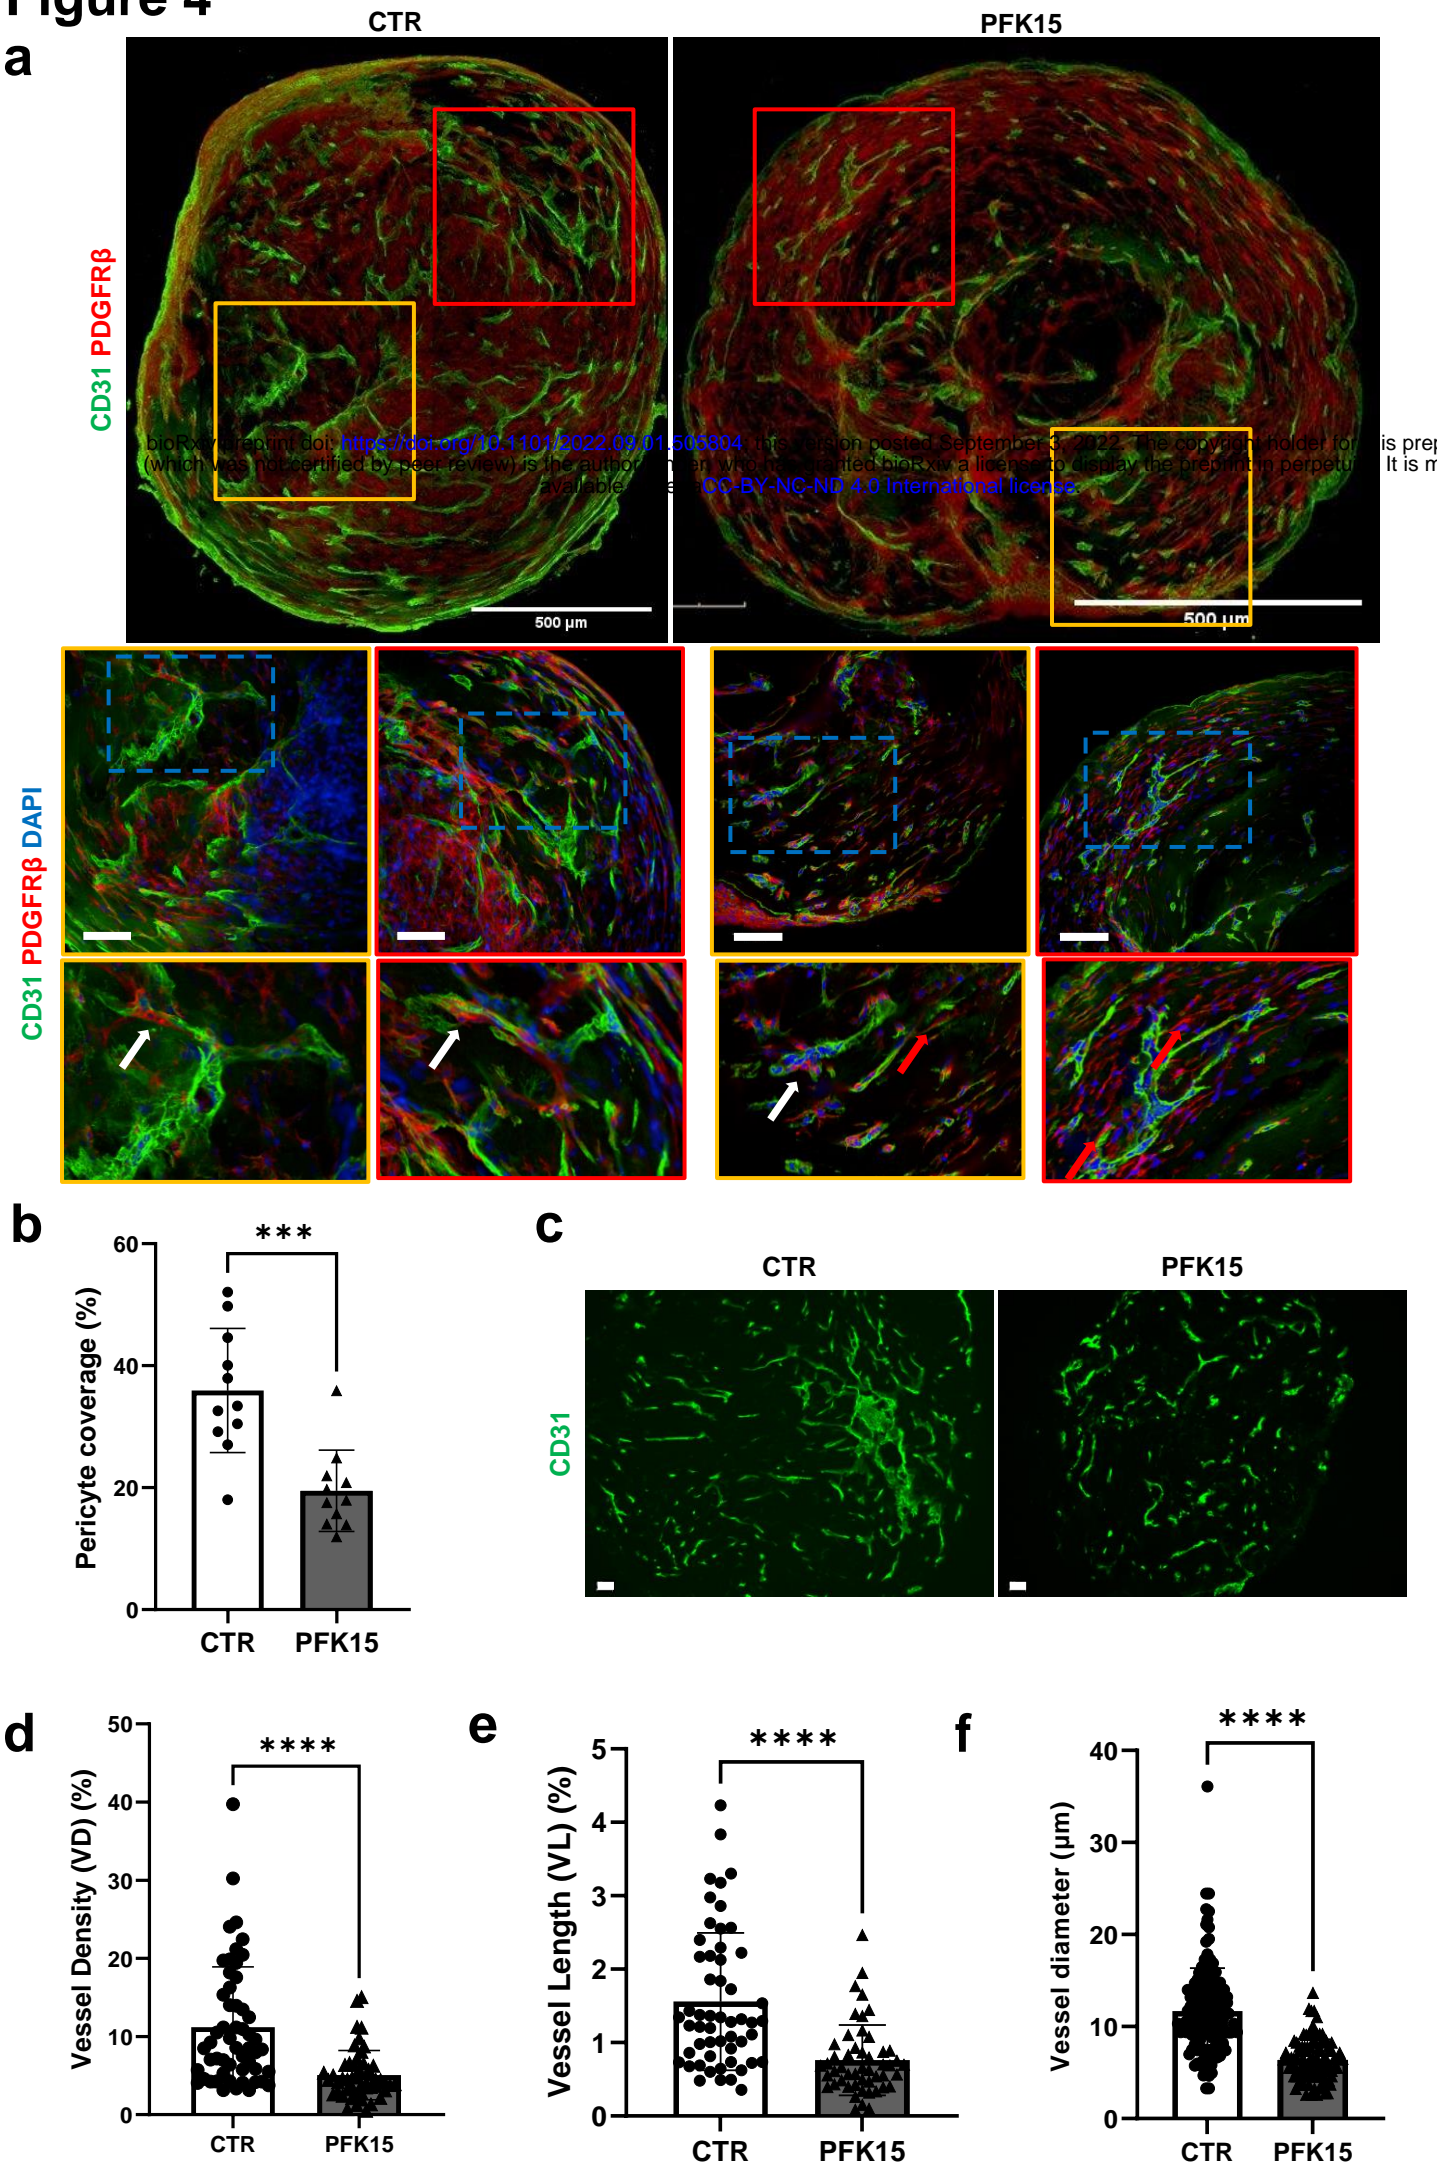 Figure 4
a
CTR
PFK15
CD31 PDGFRβ
bioRxiv preprint doi: https://doi.org/10.1101/2022.09.01.505804; this version posted September 3, 2022. The copyright holder for this prep
(which was not certified by peer review) is the author/funder, who has granted bioRxiv a license to display the preprint in perpetu It is m
available CC-BY-NC-ND 4.0 International license.
500 µm
500 µm
CD31 PDGFRβ DAPI
b
Pericyte coverage (%)
60
40
20
0
***
CTR
PFK15
c
CTR
PFK15
CD31
d
Vessel Density (VD) (%)
50
40
30
20
10
0
****
CTR
PFK15
e
Vessel Length (VL) (%)
5
4
3
2
1
0
****
CTR
PFK15
f
Vessel diameter (µm)
40
30
20
10
0
****
CTR
PFK15